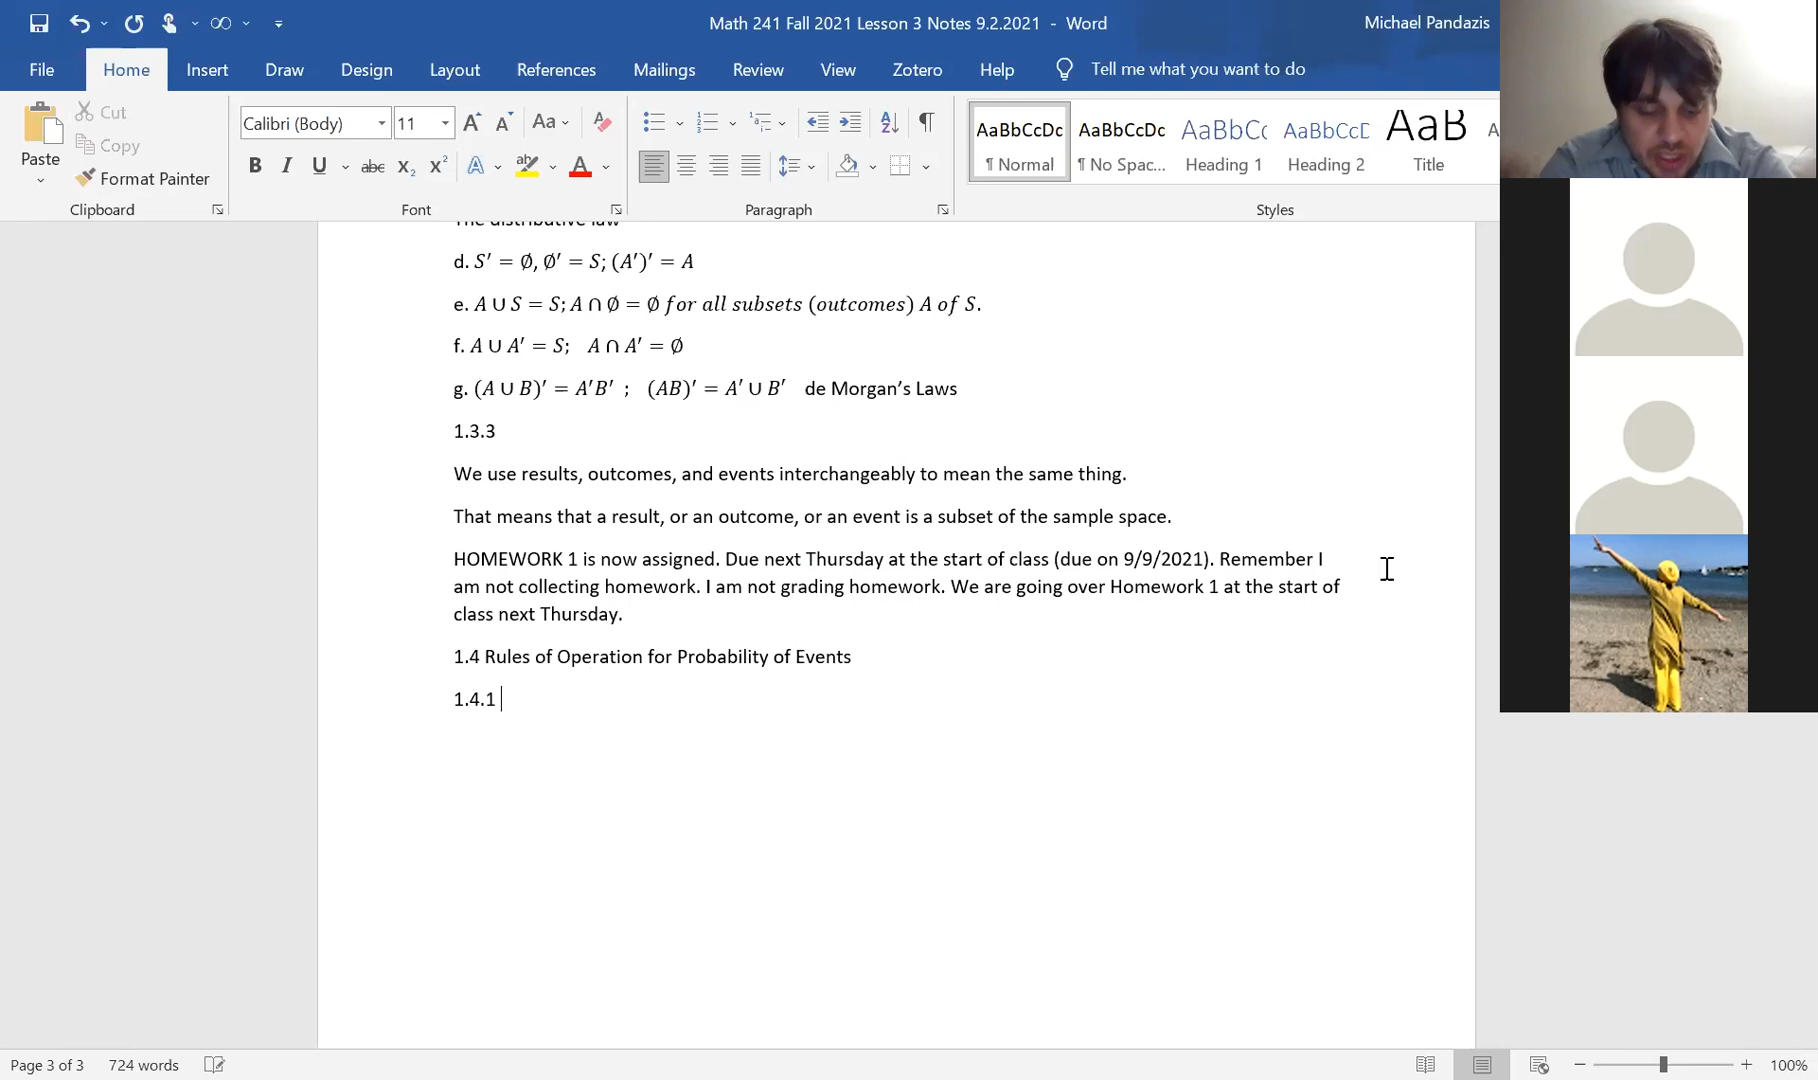 Math 241 Fall 2021 Lesson 3 Notes 9.2.2021 - Word
Michael Pandazis
File Home Insert Draw Design Layout References Mailings Review View Zotero Help Tell me what you want to do
Paste
Cut
Copy
Format Painter
Clipboard
Calibri (Body) 11
Font
Paragraph
AaBbCcDc AaBbCcDc AaBbCc AaBbCcD AaB
¶ Normal ¶ No Spac... Heading 1 Heading 2 Title
Styles
The distributive law
d. S′ = ∅, ∅′ = S; (A′)′ = A
e. A ∪ S = S; A ∩ ∅ = ∅ for all subsets (outcomes) A of S.
f. A ∪ A′ = S; A ∩ A′ = ∅
g. (A ∪ B)′ = A′B′ ; (AB)′ = A′ ∪ B′ de Morgan’s Laws
1.3.3
We use results, outcomes, and events interchangeably to mean the same thing.
That means that a result, or an outcome, or an event is a subset of the sample space.
HOMEWORK 1 is now assigned. Due next Thursday at the start of class (due on 9/9/2021). Remember I
am not collecting homework. I am not grading homework. We are going over Homework 1 at the start of
class next Thursday.
1.4 Rules of Operation for Probability of Events
1.4.1
Page 3 of 3 724 words
100%